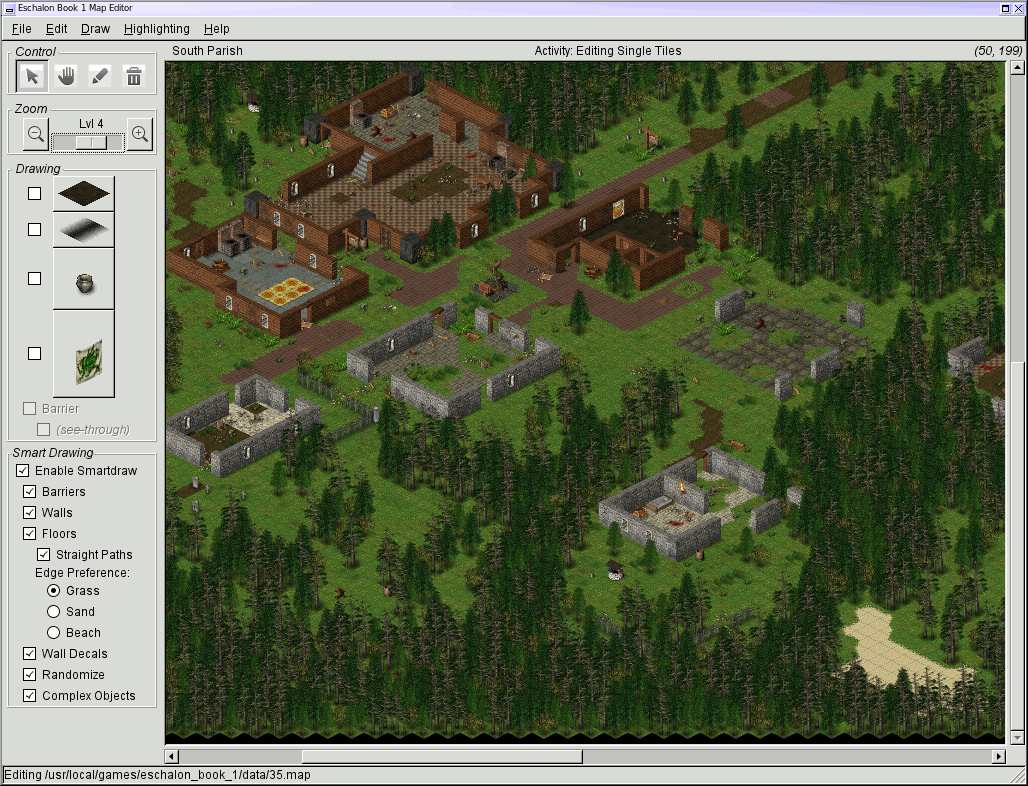 Eschalon Book 1 Map Editor
File Edit Draw Highlighting Help
Control
South Parish Activity: Editing Single Tiles (50, 199)
Zoom
Lvl 4
Drawing
Barrier
(see-through)
Smart Drawing
Enable Smartdraw
Barriers
Walls
Floors
Straight Paths
Edge Preference:
Grass
Sand
Beach
Wall Decals
Randomize
Complex Objects
Editing /usr/local/games/eschalon_book_1/data/35.map